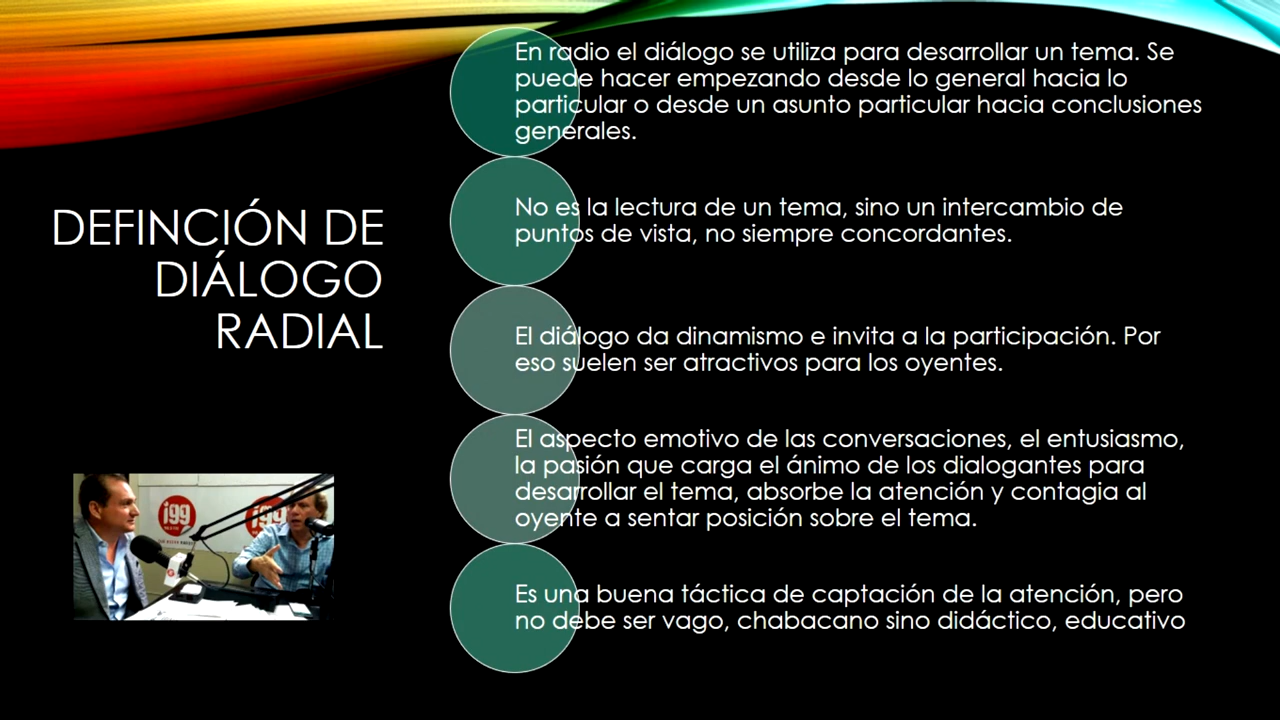 DEFINCIÓN DE
DIÁLOGO
RADIAL
En radio el diálogo se utiliza para desarrollar un tema. Se
puede hacer empezando desde lo general hacia lo
particular o desde un asunto particular hacia conclusiones
generales.
No es la lectura de un tema, sino un intercambio de
puntos de vista, no siempre concordantes.
El diálogo da dinamismo e invita a la participación. Por
eso suelen ser atractivos para los oyentes.
El aspecto emotivo de las conversaciones, el entusiasmo,
la pasión que carga el ánimo de los dialogantes para
desarrollar el tema, absorbe la atención y contagia al
oyente a sentar posición sobre el tema.
Es una buena táctica de captación de la atención, pero
no debe ser vago, chabacano sino didáctico, educativo